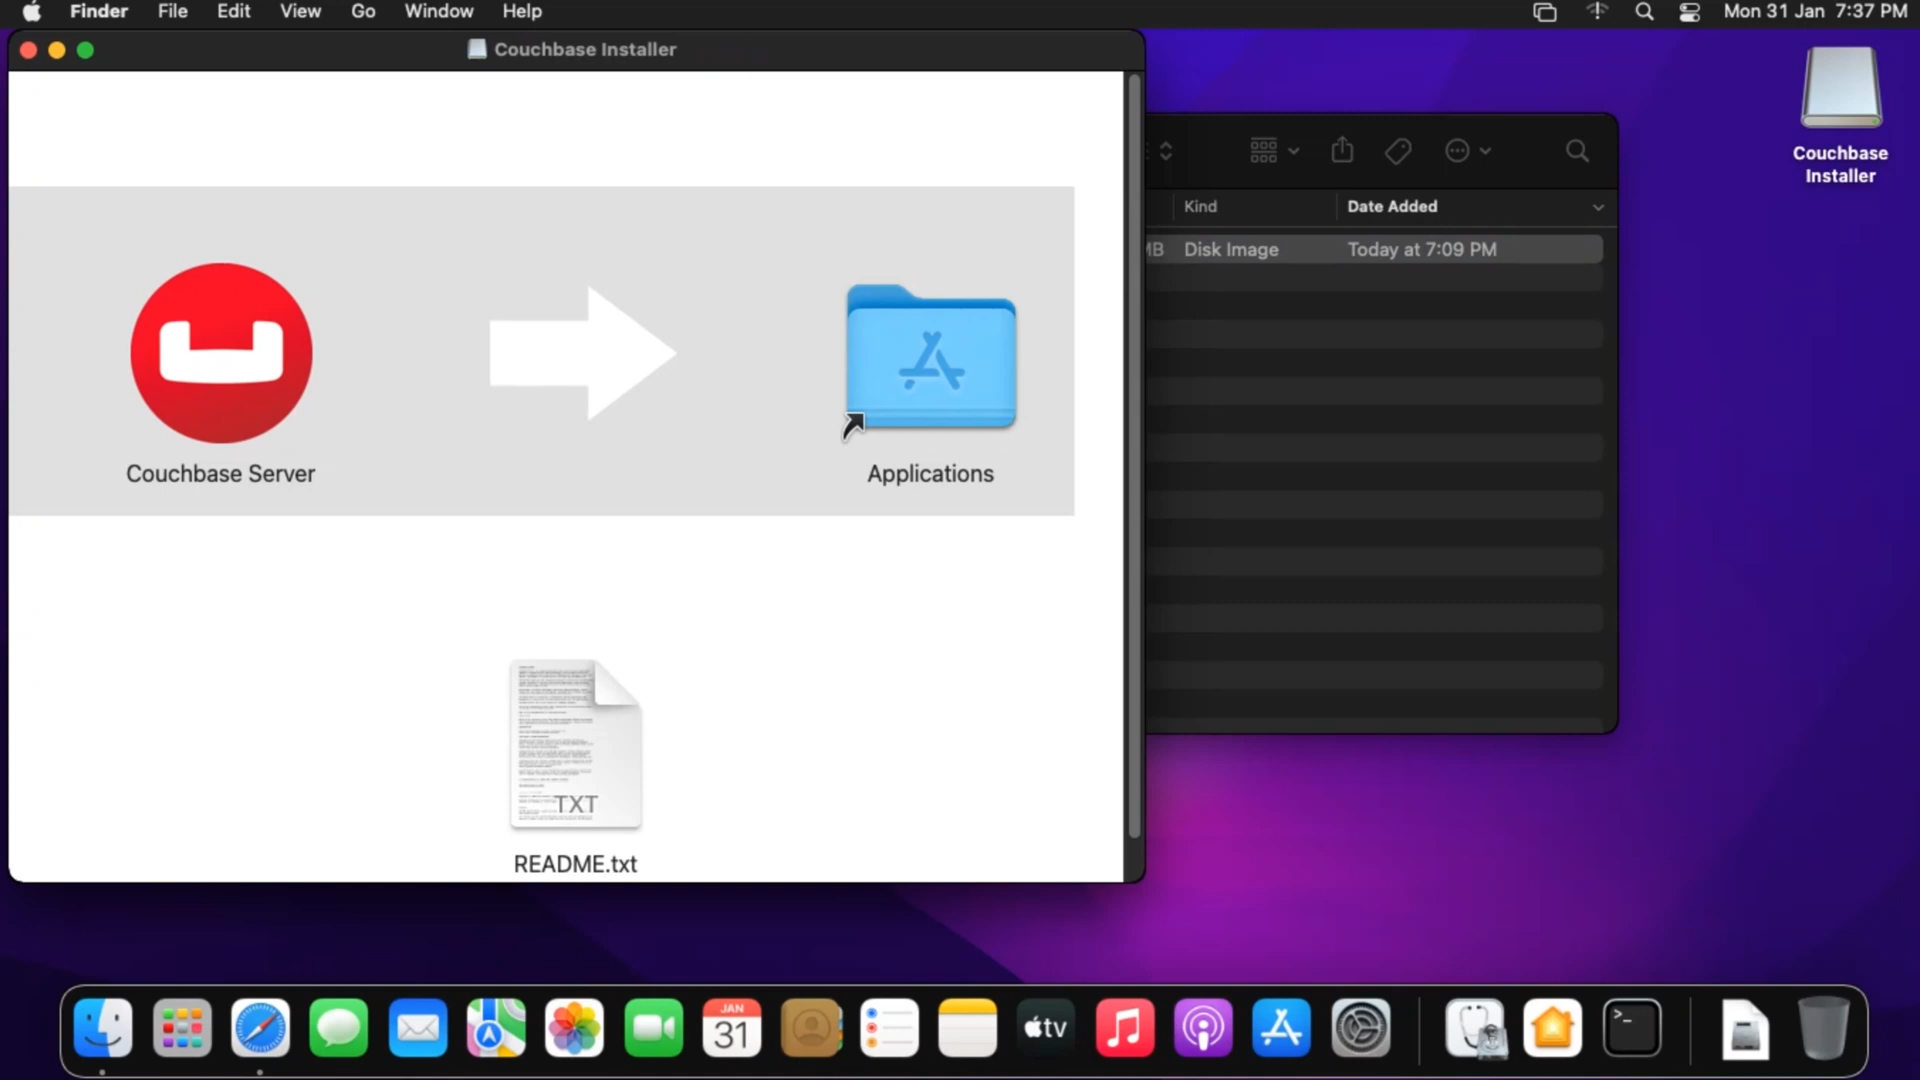 Finder File Edit View Go Window Help
Mon 31 Jan 7:37 PM
Couchbase Installer
Couchbase Server
Applications
TXT
README.txt
Kind
Date Added
MB Disk Image Today at 7:09 PM
Couchbase
Installer
JAN
31
tv
>_